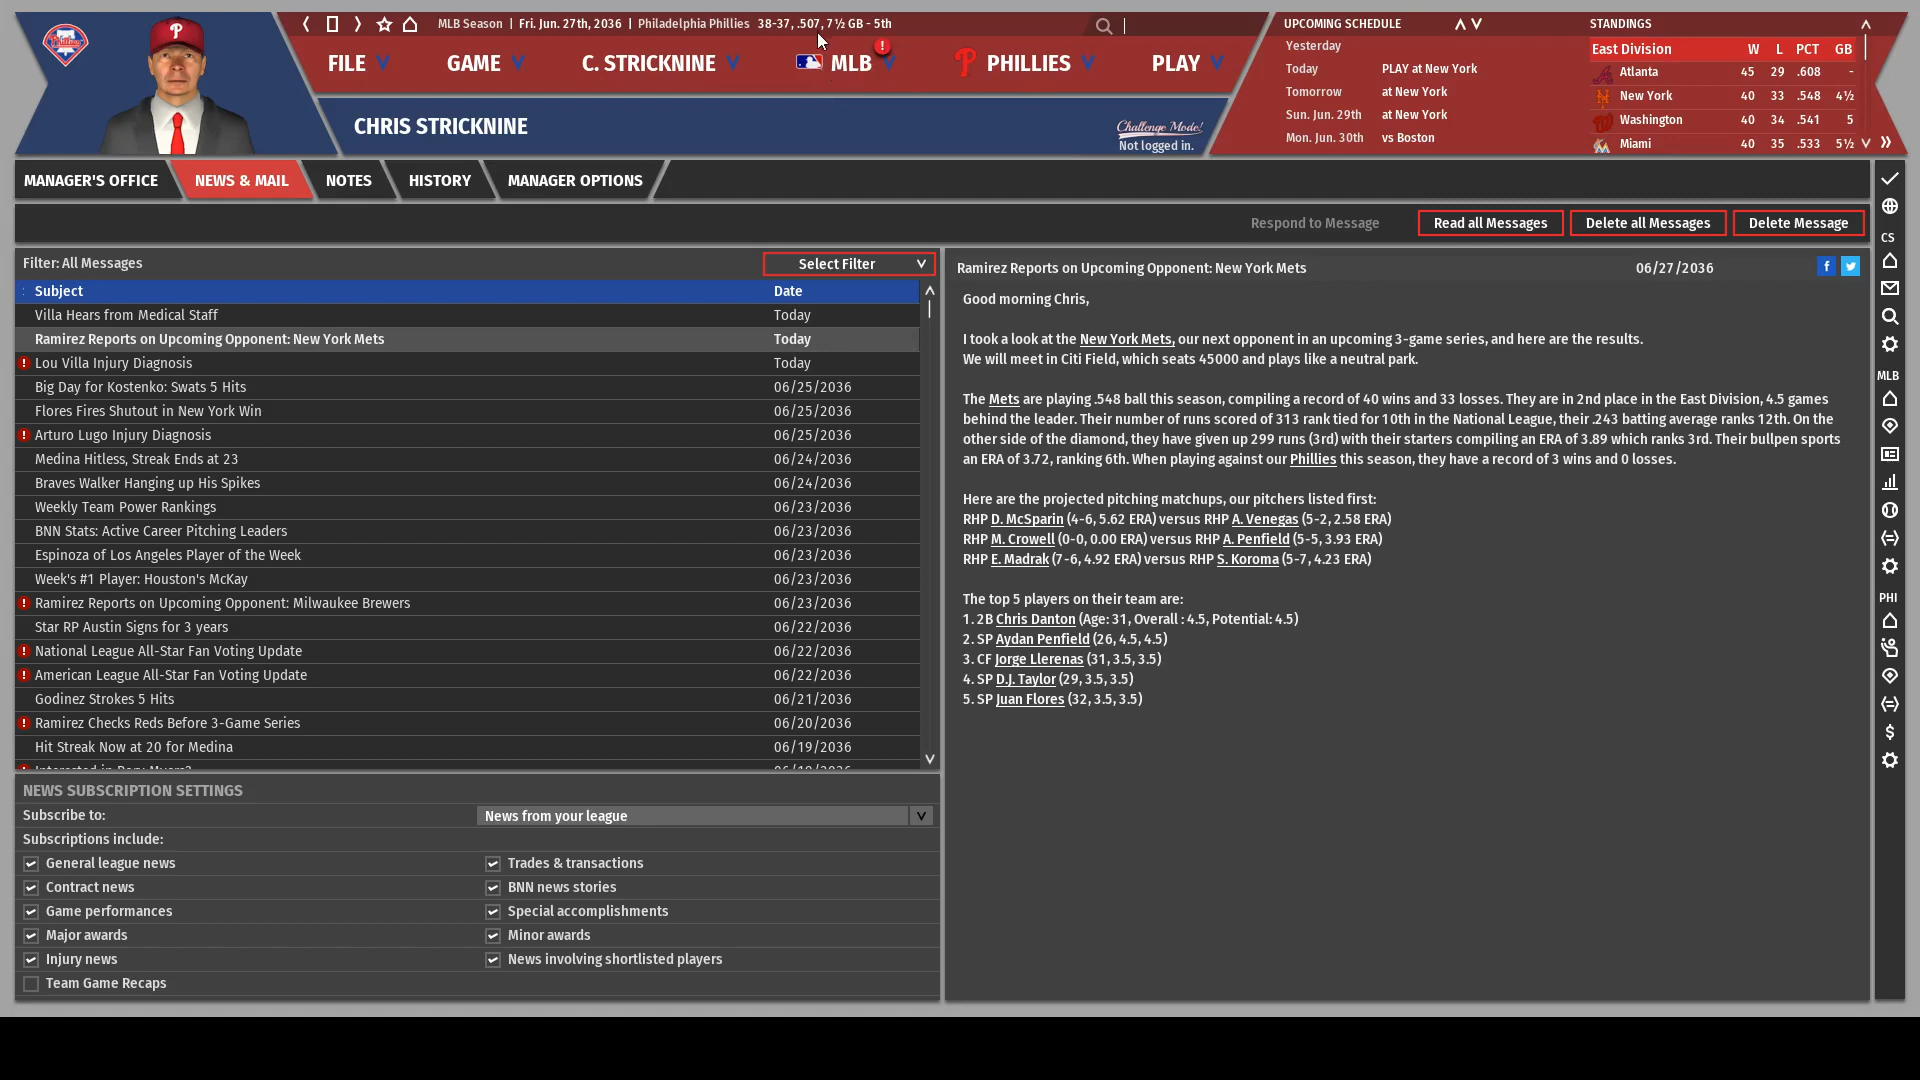 MLB Season | Fri. Jun. 27th, 2036 | Philadelphia Phillies 38-37, .507, 7½ GB - 5th
FILE GAME C. STRICKNINE MLB PHILLIES PLAY
CHRIS STRICKNINE
Challenge Mode!
Not logged in.
UPCOMING SCHEDULE
Yesterday
Today PLAY at New York
Tomorrow at New York
Sun. Jun. 29th at New York
Mon. Jun. 30th vs Boston
STANDINGS
East Division W L PCT GB
Atlanta 45 29 .608 -
New York 40 33 .548 4½
Washington 40 34 .541 5
Miami 40 35 .533 5½
MANAGER'S OFFICE NEWS & MAIL NOTES HISTORY MANAGER OPTIONS
Respond to Message Read all Messages Delete all Messages Delete Message
Filter: All Messages Select Filter
Subject Date
Villa Hears from Medical Staff Today
Ramirez Reports on Upcoming Opponent: New York Mets Today
Lou Villa Injury Diagnosis Today
Big Day for Kostenko: Swats 5 Hits 06/25/2036
Flores Fires Shutout in New York Win 06/25/2036
Arturo Lugo Injury Diagnosis 06/25/2036
Medina Hitless, Streak Ends at 23 06/24/2036
Braves Walker Hanging up His Spikes 06/24/2036
Weekly Team Power Rankings 06/23/2036
BNN Stats: Active Career Pitching Leaders 06/23/2036
Espinoza of Los Angeles Player of the Week 06/23/2036
Week's #1 Player: Houston's McKay 06/23/2036
Ramirez Reports on Upcoming Opponent: Milwaukee Brewers 06/23/2036
Star RP Austin Signs for 3 years 06/22/2036
National League All-Star Fan Voting Update 06/22/2036
American League All-Star Fan Voting Update 06/22/2036
Godinez Strokes 5 Hits 06/21/2036
Ramirez Checks Reds Before 3-Game Series 06/20/2036
Hit Streak Now at 20 for Medina 06/19/2036
NEWS SUBSCRIPTION SETTINGS
Subscribe to: News from your league
Subscriptions include:
General league news Trades & transactions
Contract news BNN news stories
Game performances Special accomplishments
Major awards Minor awards
Injury news News involving shortlisted players
Team Game Recaps
Ramirez Reports on Upcoming Opponent: New York Mets 06/27/2036
Good morning Chris,
I took a look at the New York Mets, our next opponent in an upcoming 3-game series, and here are the results.
We will meet in Citi Field, which seats 45000 and plays like a neutral park.
The Mets are playing .548 ball this season, compiling a record of 40 wins and 33 losses. They are in 2nd place in the East Division, 4.5 games
behind the leader. Their number of runs scored of 313 rank tied for 10th in the National League, their .243 batting average ranks 12th. On the
other side of the diamond, they have given up 299 runs (3rd) with their starters compiling an ERA of 3.89 which ranks 3rd. Their bullpen sports
an ERA of 3.72, ranking 6th. When playing against our Phillies this season, they have a record of 3 wins and 0 losses.
Here are the projected pitching matchups, our pitchers listed first:
RHP D. McSparin (4-6, 5.62 ERA) versus RHP A. Venegas (5-2, 2.58 ERA)
RHP M. Crowell (0-0, 0.00 ERA) versus RHP A. Penfield (5-5, 3.93 ERA)
RHP E. Madrak (7-6, 4.92 ERA) versus RHP S. Koroma (5-7, 4.23 ERA)
The top 5 players on their team are:
1. 2B Chris Danton (Age: 31, Overall : 4.5, Potential: 4.5)
2. SP Aydan Penfield (26, 4.5, 4.5)
3. CF Jorge Llerenas (31, 3.5, 3.5)
4. SP D.J. Taylor (29, 3.5, 3.5)
5. SP Juan Flores (32, 3.5, 3.5)
CS
MLB
PHI